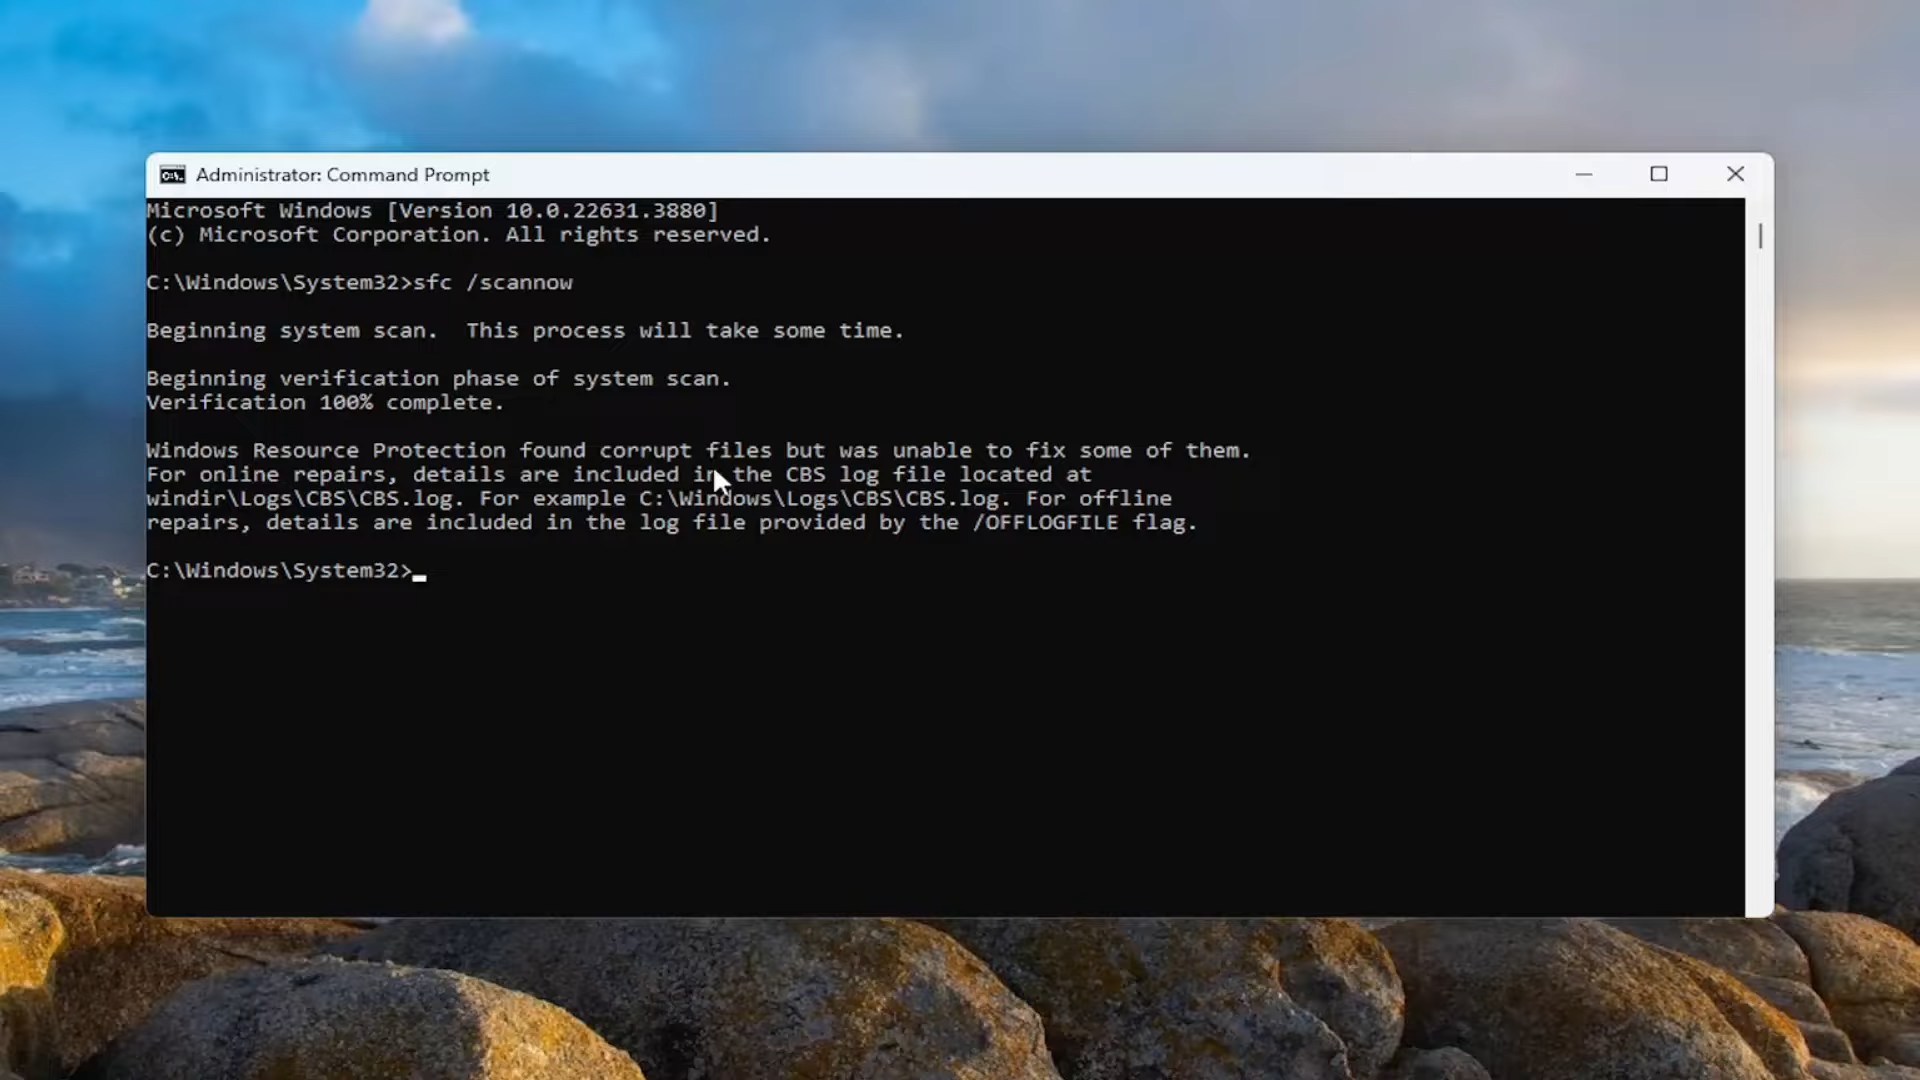 Administrator: Command Prompt
Microsoft Windows [Version 10.0.22631.3880]
(c) Microsoft Corporation. All rights reserved.
C:\Windows\System32>sfc /scannow
Beginning system scan.  This process will take some time.
Beginning verification phase of system scan.
Verification 100% complete.
Windows Resource Protection found corrupt files but was unable to fix some of them.
For online repairs, details are included in the CBS log file located at
windir\Logs\CBS\CBS.log. For example C:\Windows\Logs\CBS\CBS.log. For offline
repairs, details are included in the log file provided by the /OFFLOGFILE flag.
C:\Windows\System32>